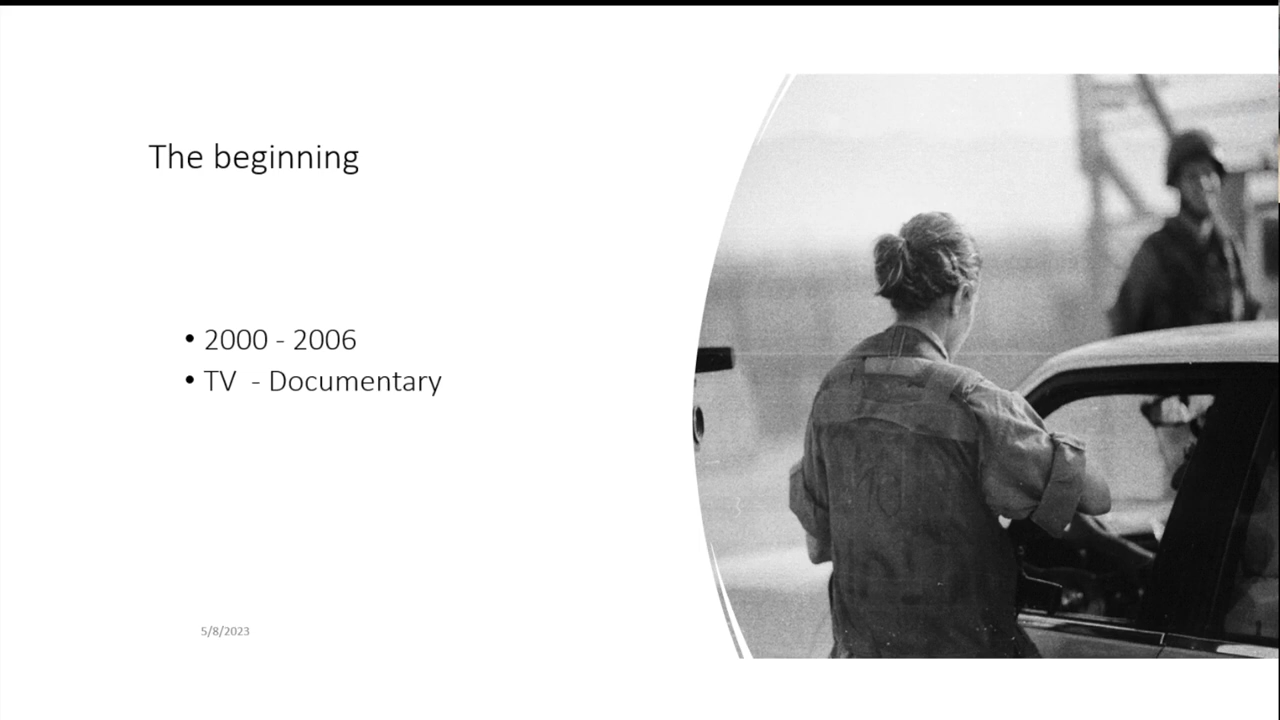 The beginning
• 2000 - 2006
• TV  - Documentary
5/8/2023